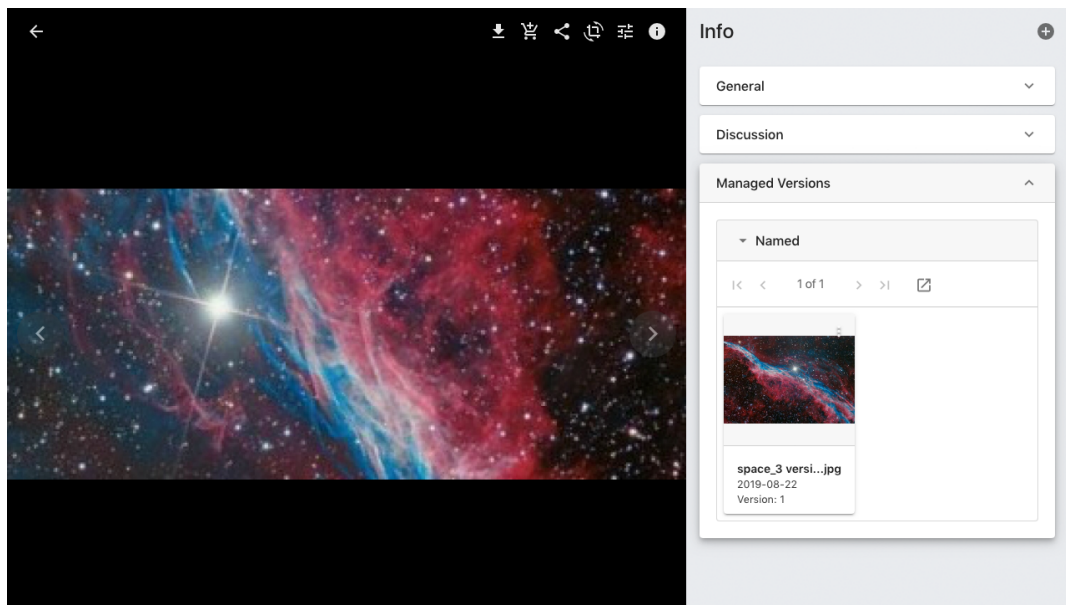 Info
General
Discussion
Managed Versions
Named
1 of 1
space_3 versi...jpg
2019-08-22
Version: 1